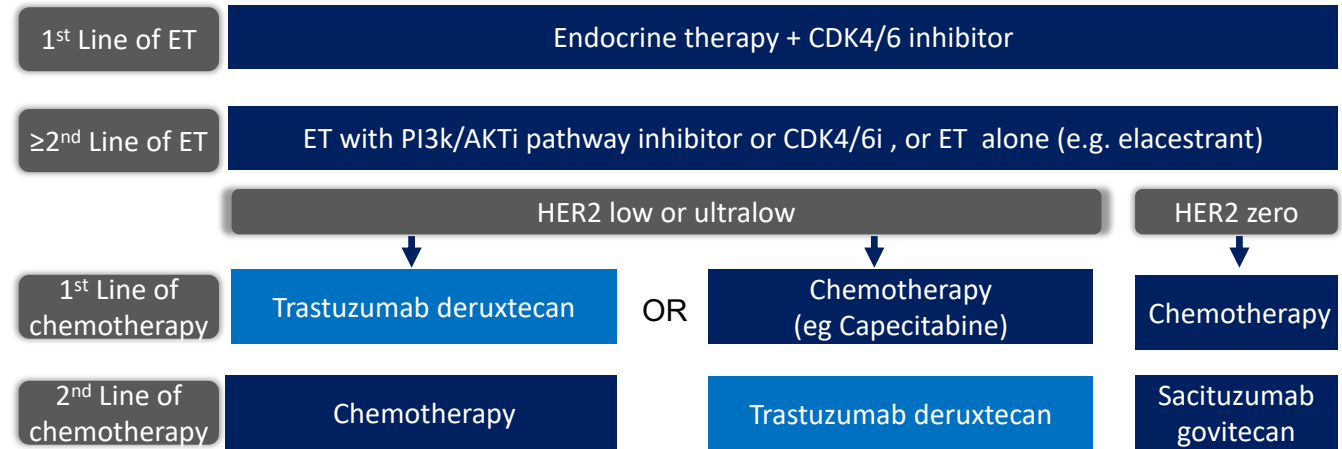 1st Line of ET
Endocrine therapy + CDK4/6 inhibitor
≥2nd Line of ET
ET with PI3k/AKTi pathway inhibitor or CDK4/6i , or ET alone (e.g. elacestrant)
HER2 low or ultralow
HER2 zero
1st Line of
chemotherapy
Trastuzumab deruxtecan
OR
Chemotherapy
(eg Capecitabine)
Chemotherapy
2nd Line of
chemotherapy
Chemotherapy
Trastuzumab deruxtecan
Sacituzumab
govitecan